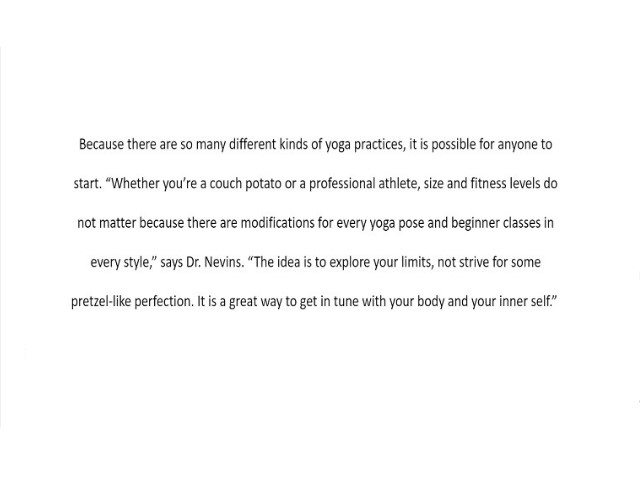 Because there are so many different kinds of yoga practices, it is possible for anyone to
start. “Whether you’re a couch potato or a professional athlete, size and fitness levels do
not matter because there are modifications for every yoga pose and beginner classes in
every style,” says Dr. Nevins. “The idea is to explore your limits, not strive for some
pretzel-like perfection. It is a great way to get in tune with your body and your inner self.”